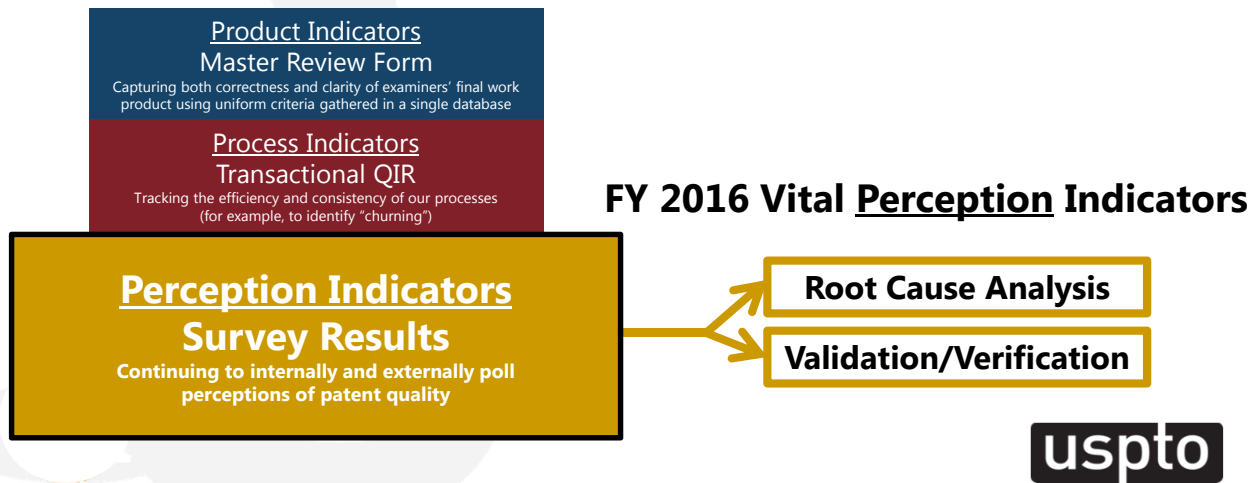 Product Indicators
Master Review Form
Capturing both correctness and clarity of examiners' final work
product using uniform criteria gathered in a single database
Process Indicators
Transactional QIR
Tracking the efficiency and consistency of our processes
(for example, to identify "churning")
Perception Indicators
Survey Results
Continuing to internally and externally poll
perceptions of patent quality
FY 2016 Vital Perception Indicators
Root Cause Analysis
Validation/Verification
uspto